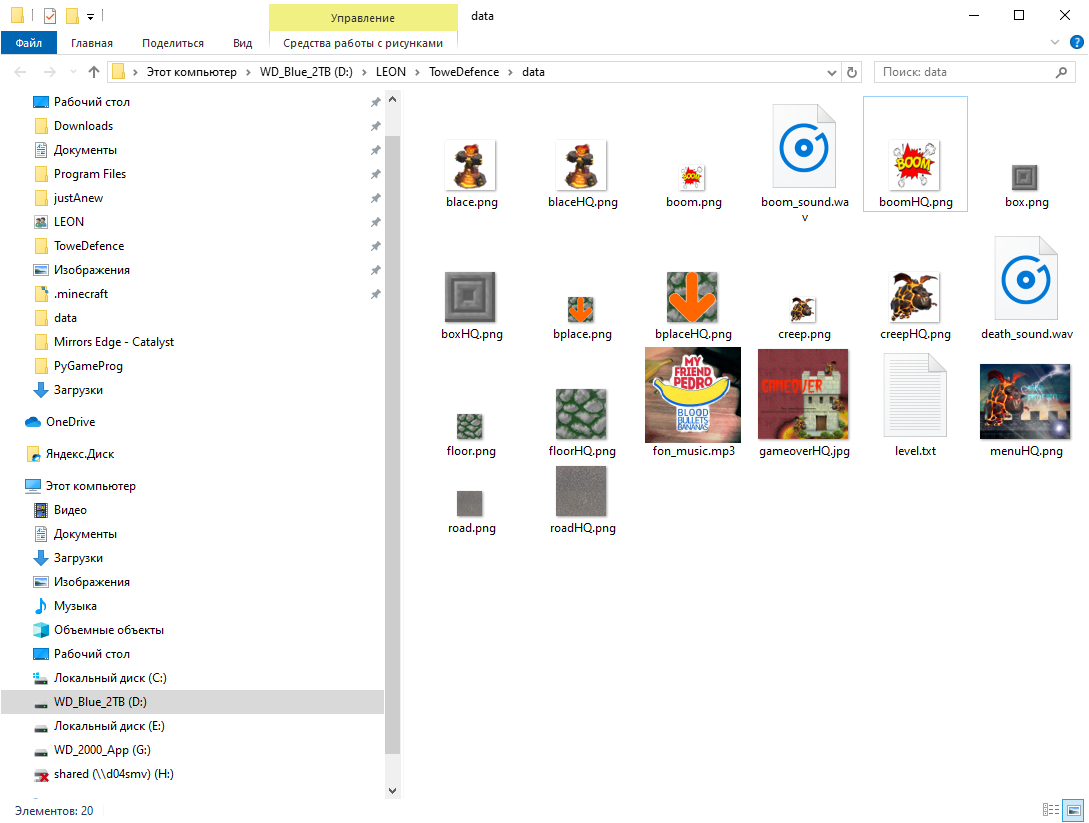 Управление
data
Файл
Главная
Поделиться
Вид
Средства работы с рисунками
Этот компьютер
WD_Blue_2TB (D:)
LEON
ToweDefence
data
Поиск: data
Рабочий стол
Downloads
Документы
Program Files
justAnew
LEON
ToweDefence
Изображения
.minecraft
data
Mirrors Edge - Catalyst
PyGameProg
Загрузки
OneDrive
Яндекс.Диск
Этот компьютер
Видео
Документы
Загрузки
Изображения
Музыка
Объемные объекты
Рабочий стол
Локальный диск (C:)
WD_Blue_2TB (D:)
Локальный диск (E:)
WD_2000_App (G:)
shared (\\d04smv) (H:)
BOOM
BOOM
blace.png
blaceHQ.png
boom.png
boom_sound.wa
v
boomHQ.png
box.png
boxHQ.png
bplace.png
bplaceHQ.png
creep.png
creepHQ.png
death_sound.wav
MY
FRIEND
PEDRO
BLOOD
BULLETS
BANANAS
GAMEOVER
floor.png
floorHQ.png
fon_music.mp3
gameoverHQ.jpg
level.txt
menuHQ.png
road.png
roadHQ.png
Элементов: 20